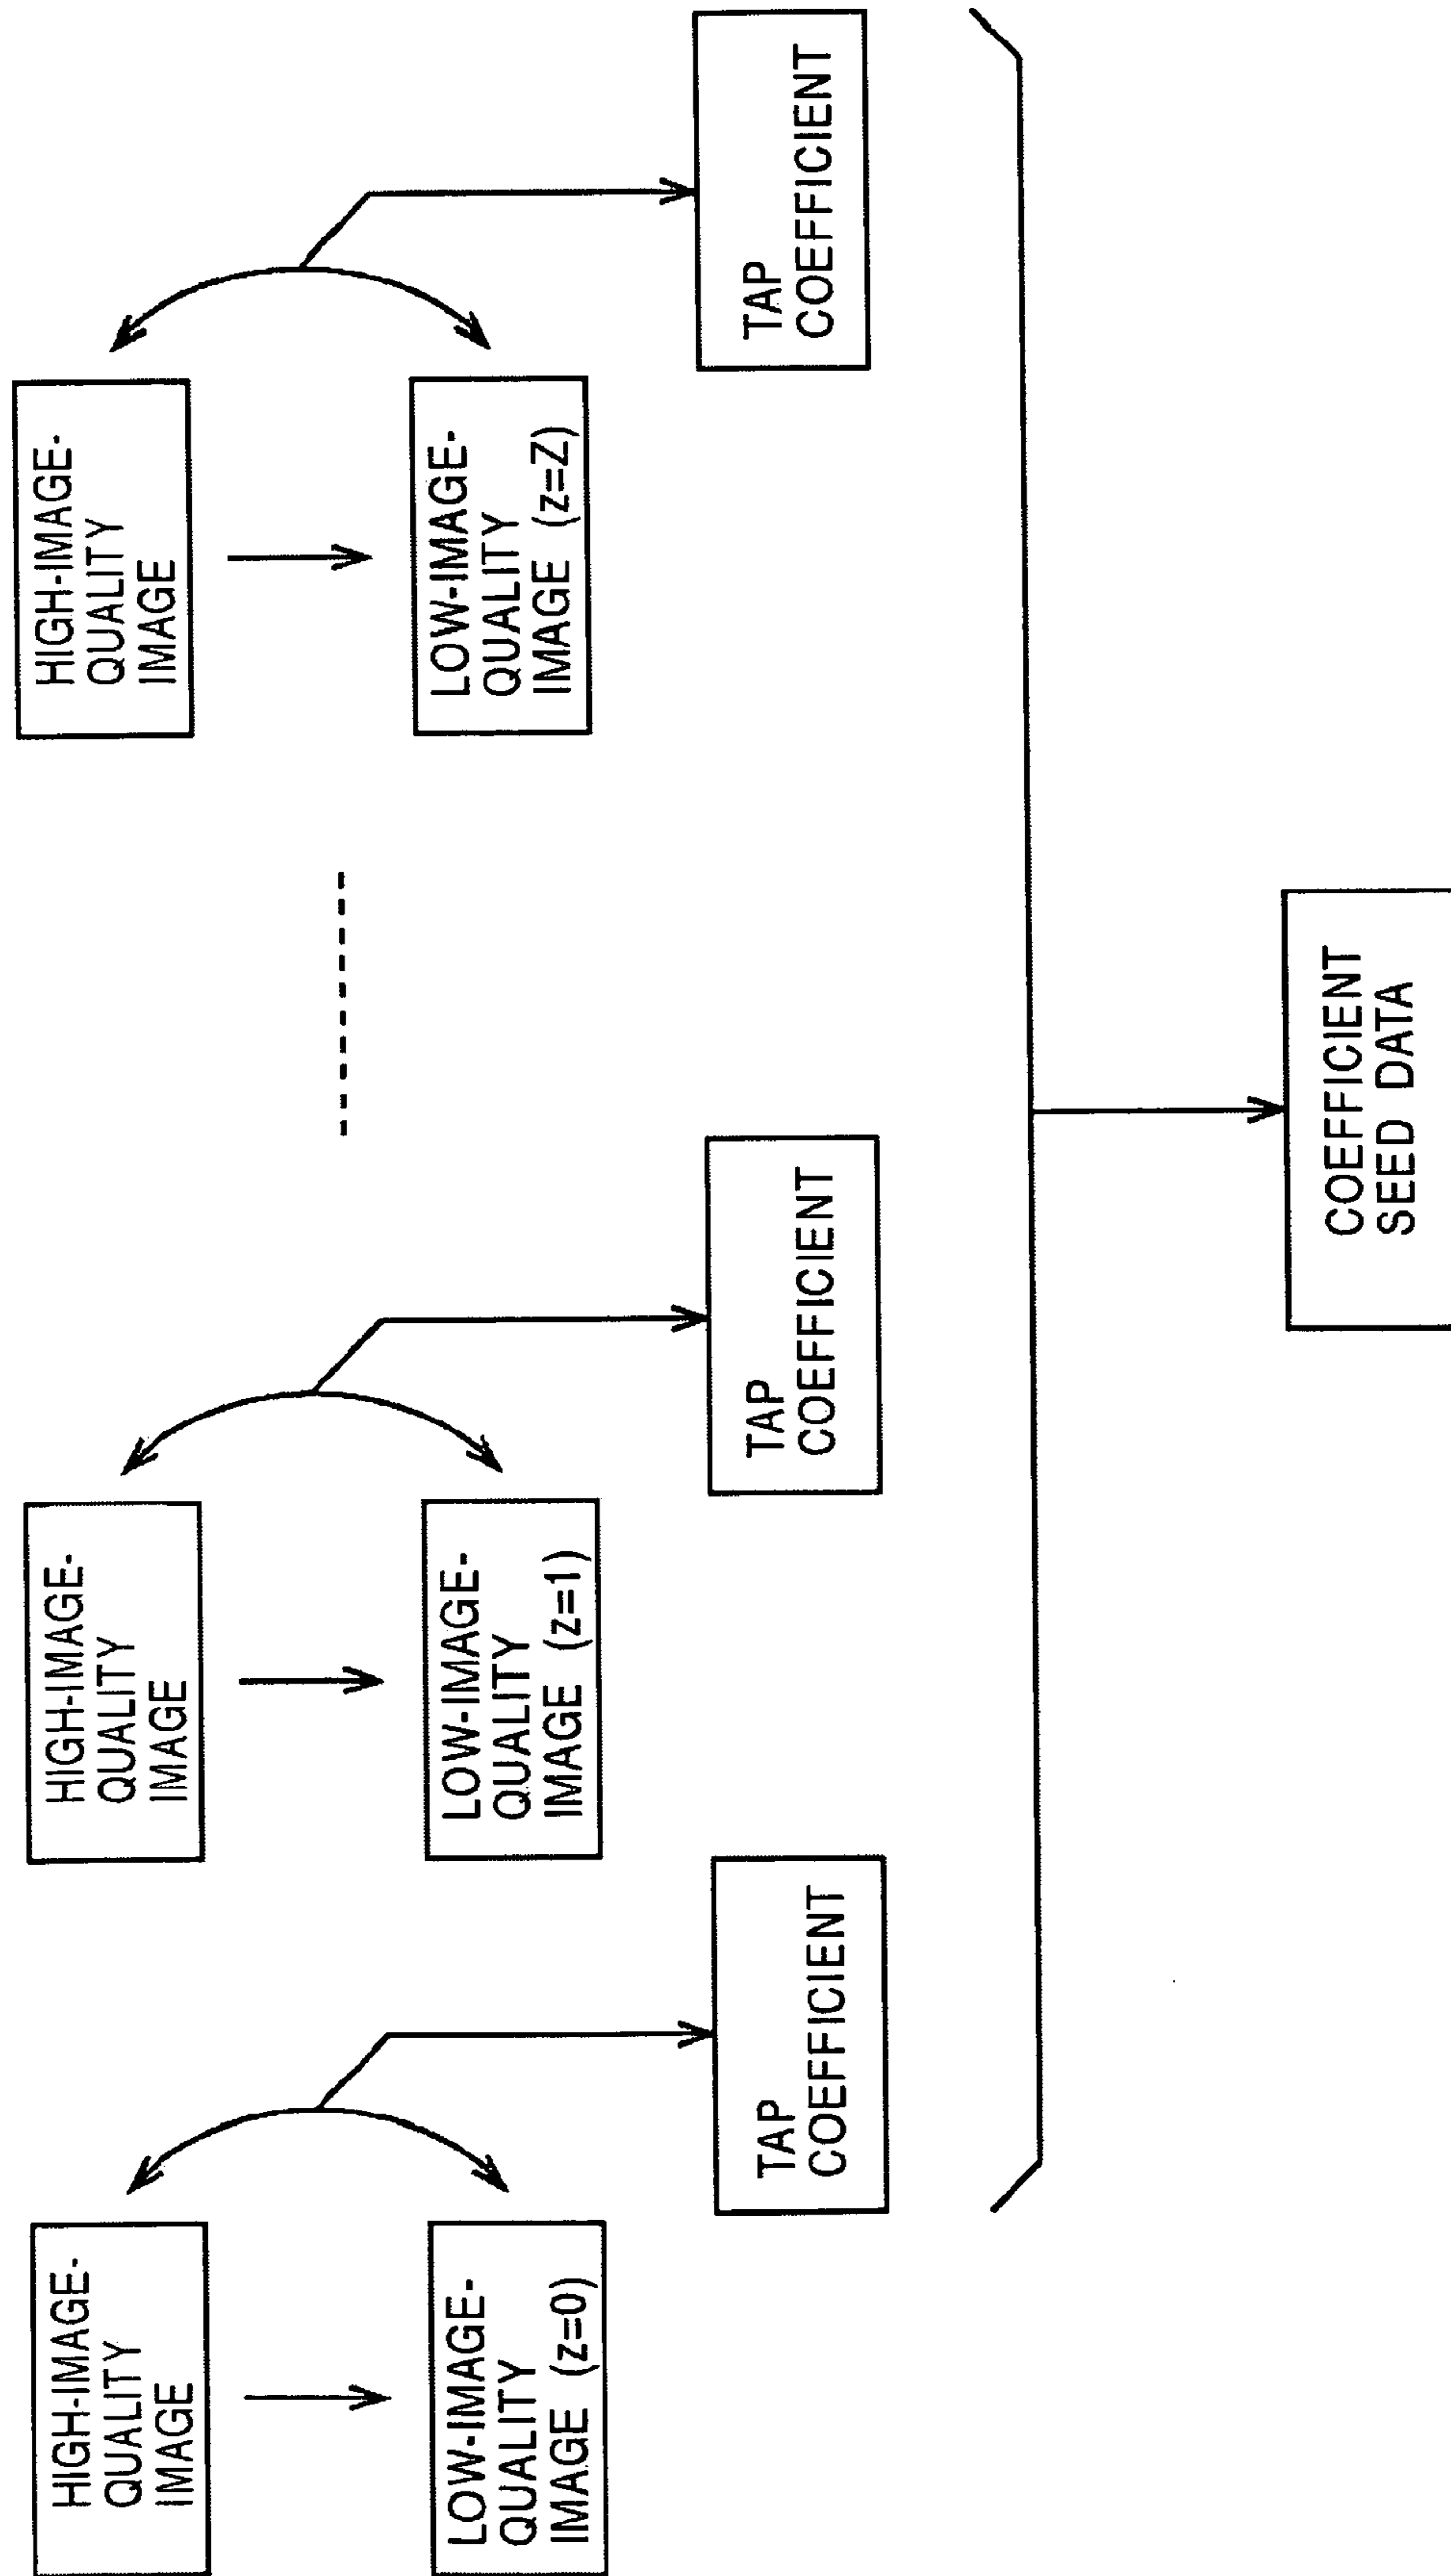 HIGH-IMAGE-
QUALITY
IMAGE
LOW-IMAGE-
QUALITY
IMAGE (z=0)
TAP
COEFFICIENT
HIGH-IMAGE-
QUALITY
IMAGE
LOW-IMAGE-
QUALITY
IMAGE (z=1)
TAP
COEFFICIENT
HIGH-IMAGE-
QUALITY
IMAGE
LOW-IMAGE-
QUALITY
IMAGE (z=Z)
TAP
COEFFICIENT
COEFFICIENT
SEED DATA